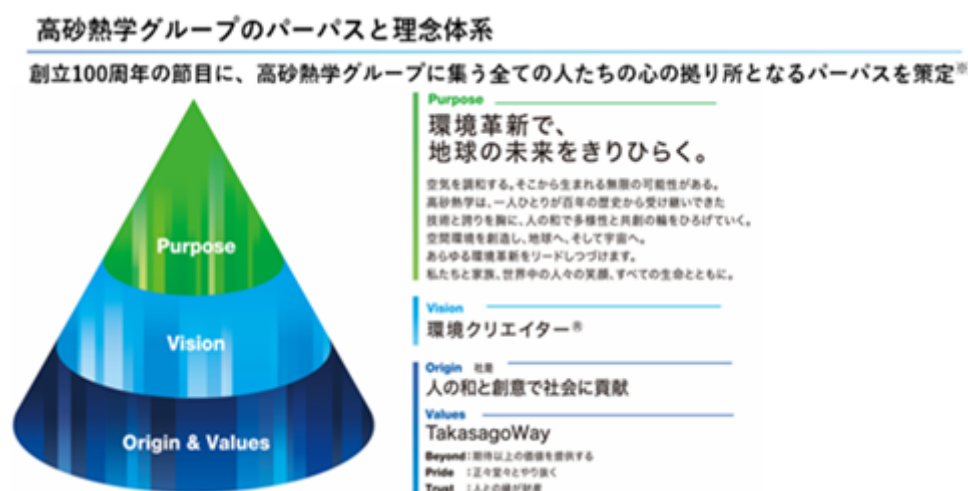 高砂熱学グループのパーパスと理念体系
創立100周年の節目に、高砂熱学グループに集う全ての人たちの心の拠り所となるパーパスを策定※
Purpose
Vision
Origin & Values
Purpose
環境革新で、
地球の未来をきりひらく。
空気を調和する。そこから生まれる無限の可能性がある。
高砂熱学は、一人ひとりが百年の歴史から受け継いできた
技術と誇りを胸に、人の和で多様性と共創の輪をひろげていく。
空間環境を創造し、地球へ、そして宇宙へ。
あらゆる環境革新をリードしつづけます。
私たちと家族、世界中の人々の笑顔、すべての生命とともに。
Vision
環境クリエイター®
Origin 社是
人の和と創意で社会に貢献
Values
TakasagoWay
Beyond:期待以上の価値を提供する
Pride :正々堂々とやり抜く
Trust :人との縁が財産